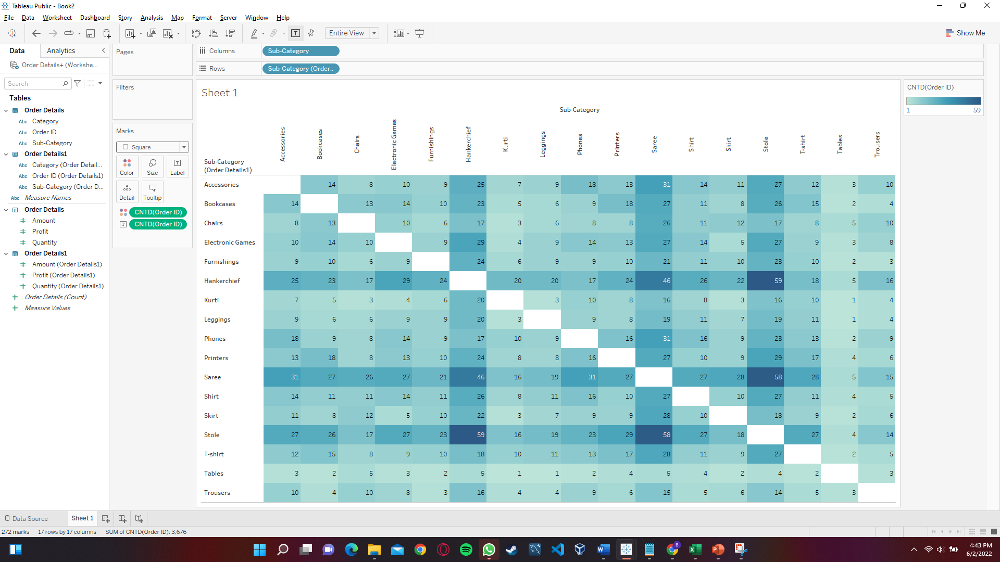 Tableau Public - Book2
File Data Worksheet Dashboard Story Analysis Map Format Server Window Help
Entire View
Show Me
Data Analytics
Order Details+ (Workshe...
Search
Tables
Order Details
Abc Category
Abc Order ID
Abc Sub-Category
Order Details1
Abc Category (Order Detail...
Abc Order ID (Order Details1)
Abc Sub-Category (Order D...
Abc Measure Names
Order Details
Amount
Profit
Quantity
Order Details1
Amount (Order Details1)
Profit (Order Details1)
Quantity (Order Details1)
Order Details (Count)
Measure Values
Pages
Filters
Marks
Square
Color Size Label
Detail Tooltip
CNTD(Order ID)
CNTD(Order ID)
Columns Sub-Category
Rows Sub-Category (Order..
Sheet 1
Sub-Category
Sub-Category
(Order Details1)
Accessories Bookcases Chairs Electronic Games Furnishings Hankerchief Kurti Leggings Phones Printers Saree Shirt Skirt Stole T-shirt Tables Trousers
Accessories 14 8 10 9 25 7 9 18 13 31 14 11 27 12 3 10
Bookcases 14 13 14 10 23 5 6 9 18 27 11 8 26 15 2 4
Chairs 8 13 10 6 17 3 6 8 8 26 11 12 17 8 5 10
Electronic Games 10 14 10 9 29 4 9 14 13 27 14 5 27 9 3 8
Furnishings 9 10 6 9 24 6 9 9 10 21 11 10 23 10 2 3
Hankerchief 25 23 17 29 24 20 20 17 24 46 26 22 59 18 5 16
Kurti 7 5 3 4 6 20 3 10 8 16 8 3 16 10 1 4
Leggings 9 6 6 9 9 20 3 9 8 19 11 7 19 11 1 4
Phones 18 9 8 14 9 17 10 9 16 31 16 9 23 13 2 9
Printers 13 18 8 13 10 24 8 8 16 27 10 9 29 17 4 6
Saree 31 27 26 27 21 46 16 19 31 27 27 28 58 28 5 15
Shirt 14 11 11 14 11 26 8 11 16 10 27 10 27 11 4 5
Skirt 11 8 12 5 10 22 3 7 9 9 28 10 18 9 2 6
Stole 27 26 17 27 23 59 16 19 23 29 58 27 18 27 4 14
T-shirt 12 15 8 9 10 18 10 11 13 17 28 11 9 27 2 5
Tables 3 2 5 3 2 5 1 1 2 4 5 4 2 4 2 3
Trousers 10 4 10 8 3 16 4 4 9 6 15 5 6 14 5 3
CNTD(Order ID)
1 59
Data Source Sheet 1
272 marks 17 rows by 17 columns SUM of CNTD(Order ID): 3,676
4:43 PM
6/2/2022